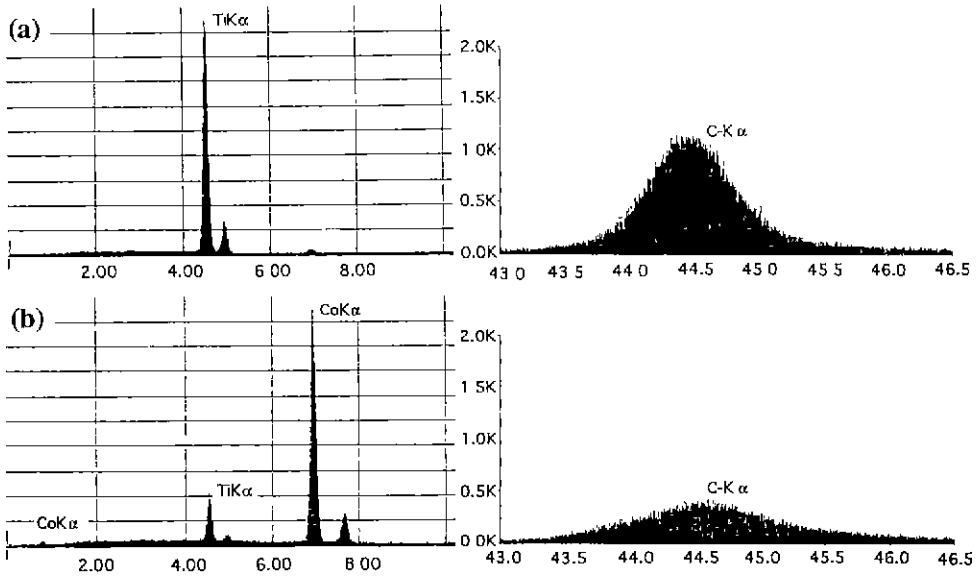 (a)
TiKα
2.00 4.00 6.00 8.00
2.0K
1.5K
1.0K
0.5K
0.0K
C-K α
43 0 43 5 44 0 44.5 45.0 45 5 46.0 46.5
(b)
CoKα
TiKα
CoKα
2.00 4.00 6.00 8 00
2.0K
1 5K
1.0K
0.5K
0.0K
C-K α
43.0 43.5 44.0 44.5 45.0 45.5 46.0 46.5